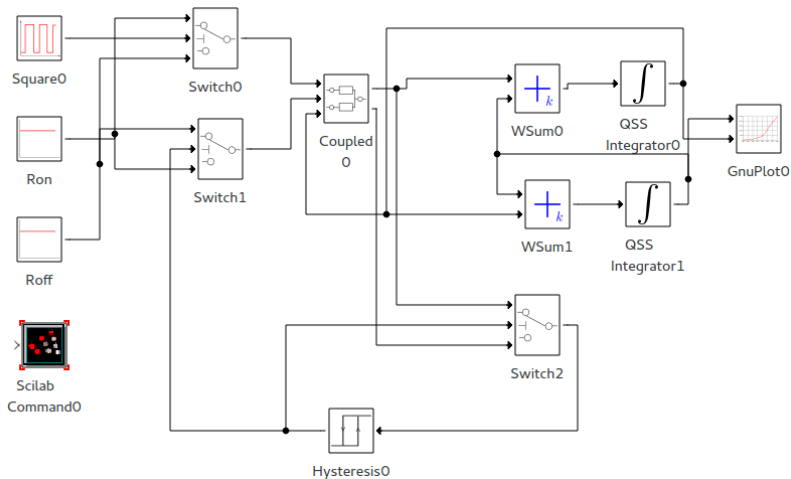 Square0
Switch0
Ron
Switch1
Roff
Coupled
0
k
WSum0
QSS
Integrator0
GnuPlot0
k
WSum1
QSS
Integrator1
Switch2
Scilab
Command0
Hysteresis0